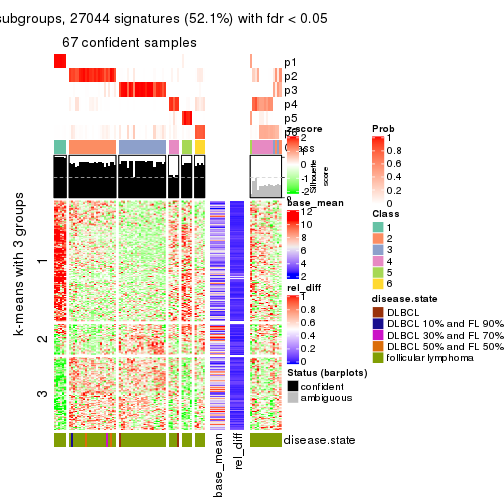 subgroups, 27044 signatures (52.1%) with fdr < 0.05
67 confident samples
p1
p2
p3
p4
p5
p6
Class
Silhouette
score
k-means with 3 groups
1
2
3
base_mean
rel_diff
disease.state
z-score
2
1
0
-1
-2
base_mean
12
10
8
6
4
2
rel_diff
1
0.8
0.6
0.4
0.2
0
Status (barplots)
confident
ambiguous
Prob
1
0.8
0.6
0.4
0.2
0
Class
1
2
3
4
5
6
disease.state
DLBCL
DLBCL 10% and FL 90%
DLBCL 30% and FL 70%
DLBCL 50% and FL 50%
follicular lymphoma